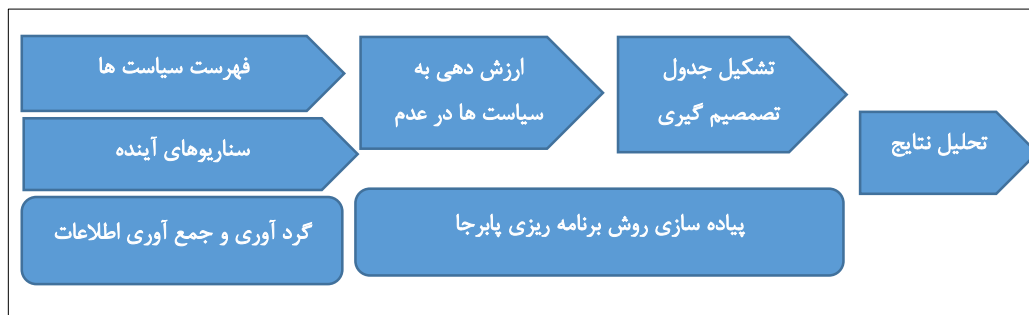 فهرست سیاست ها
سناریوهای آینده
گرد آوری و جمع آوری اطلاعات
ارزش دهی به
سیاست ها در عدم
تشکیل جدول
تصمصیم گیری
پیاده سازی روش برنامه ریزی پابرجا
تحلیل نتایج